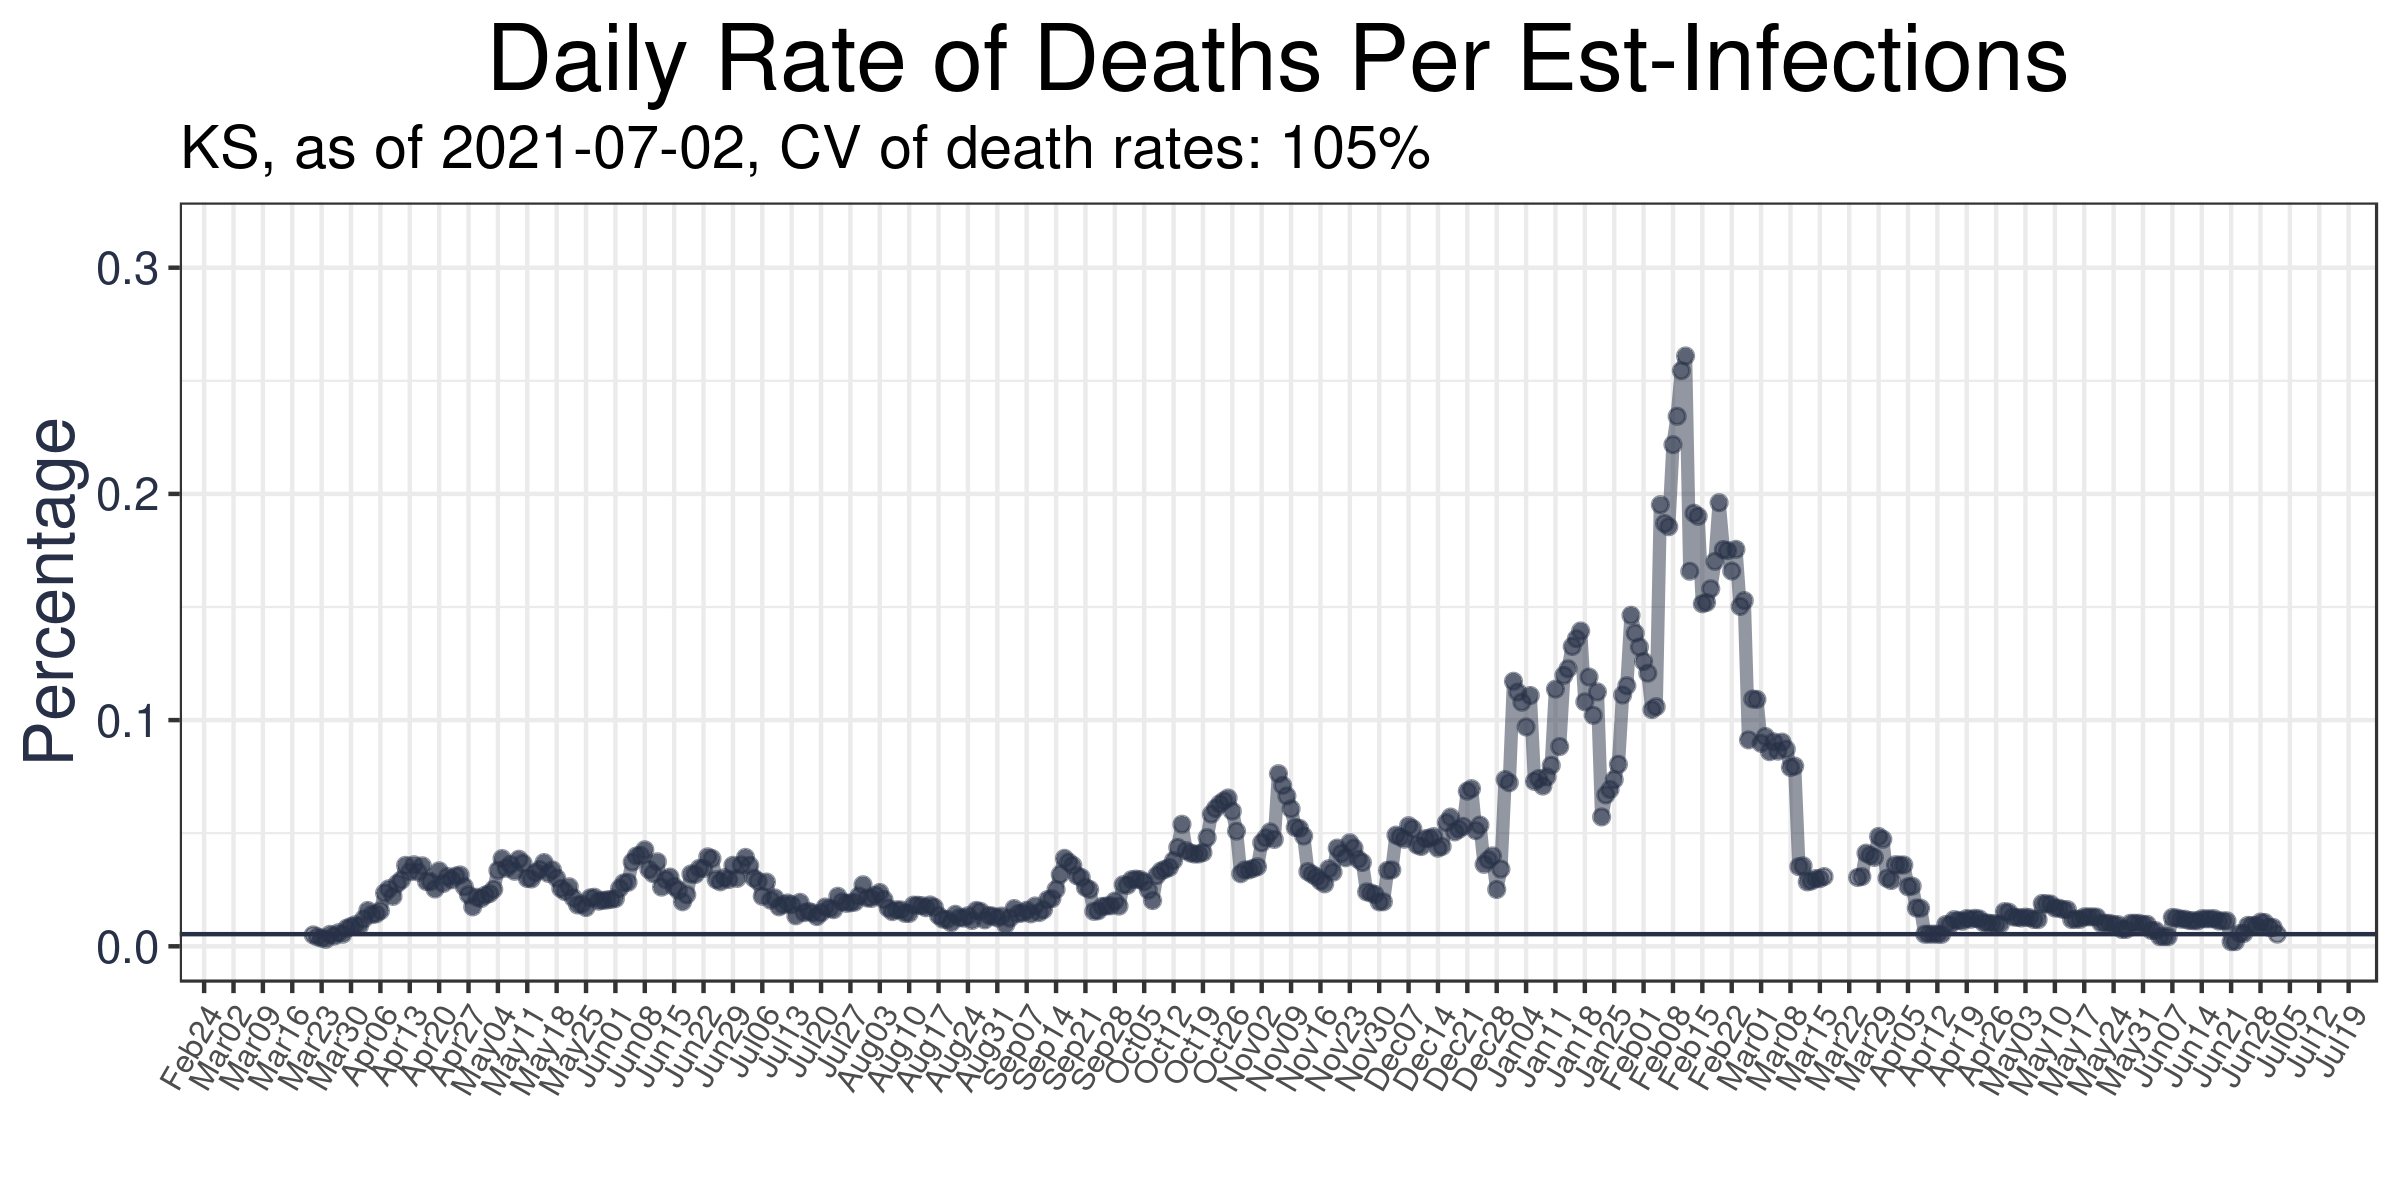 Daily Rate of Deaths Per Est-Infections
KS, as of 2021-07-02, CV of death rates: 105%
Percentage
0.3
0.2
0.1
0.0
Feb24
Mar02
Mar09
Mar16
Mar23
Mar30
Apr06
Apr13
Apr20
Apr27
May04
May11
May18
May25
Jun01
Jun08
Jun15
Jun22
Jun29
Jul06
Jul13
Jul20
Jul27
Aug03
Aug10
Aug17
Aug24
Aug31
Sep07
Sep14
Sep21
Sep28
Oct05
Oct12
Oct19
Oct26
Nov02
Nov09
Nov16
Nov23
Nov30
Dec07
Dec14
Dec21
Dec28
Jan04
Jan11
Jan18
Jan25
Feb01
Feb08
Feb15
Feb22
Mar01
Mar08
Mar15
Mar22
Mar29
Apr05
Apr12
Apr19
Apr26
May03
May10
May17
May24
May31
Jun07
Jun14
Jun21
Jun28
Jul05
Jul12
Jul19